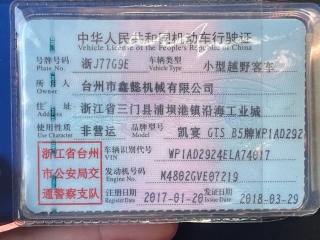 中华人民共和国机动车行驶证
Vehicle License of the People's Republic of China
号牌号码 浙J77G9E 车辆类型 小型越野客车
Plate No. Vehicle Type
所有人 台州市鑫懿机械有限公司
Owner
住址 浙江省三门县浦坝港镇沿海工业城
Address
使用性质 非营运 品牌型号 凯宴 GTS B5牌WP1AD292
Use Character Model
浙江省台州 车辆识别代号 WP1AD2924ELA74017
VIN
市公安局交 发动机号码 M4802GVE07219
Engine No.
通警察支队 注册日期 2017-01-20 发证日期 2018-03-29
Register Date Issue Date